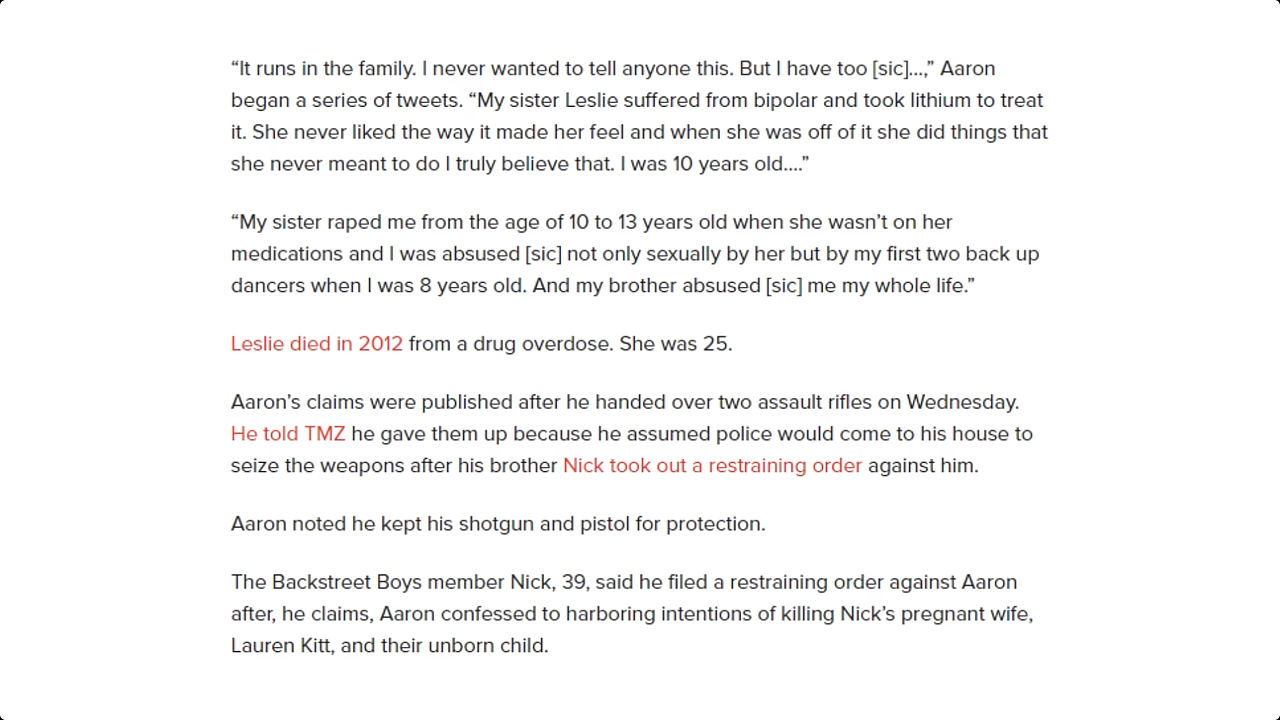 “It runs in the family. I never wanted to tell anyone this. But I have too [sic]...,” Aaron
began a series of tweets. “My sister Leslie suffered from bipolar and took lithium to treat
it. She never liked the way it made her feel and when she was off of it she did things that
she never meant to do I truly believe that. I was 10 years old....”
“My sister raped me from the age of 10 to 13 years old when she wasn’t on her
medications and I was absused [sic] not only sexually by her but by my first two back up
dancers when I was 8 years old. And my brother absused [sic] me my whole life.”
Leslie died in 2012 from a drug overdose. She was 25.
Aaron’s claims were published after he handed over two assault rifles on Wednesday.
He told TMZ he gave them up because he assumed police would come to his house to
seize the weapons after his brother Nick took out a restraining order against him.
Aaron noted he kept his shotgun and pistol for protection.
The Backstreet Boys member Nick, 39, said he filed a restraining order against Aaron
after, he claims, Aaron confessed to harboring intentions of killing Nick’s pregnant wife,
Lauren Kitt, and their unborn child.